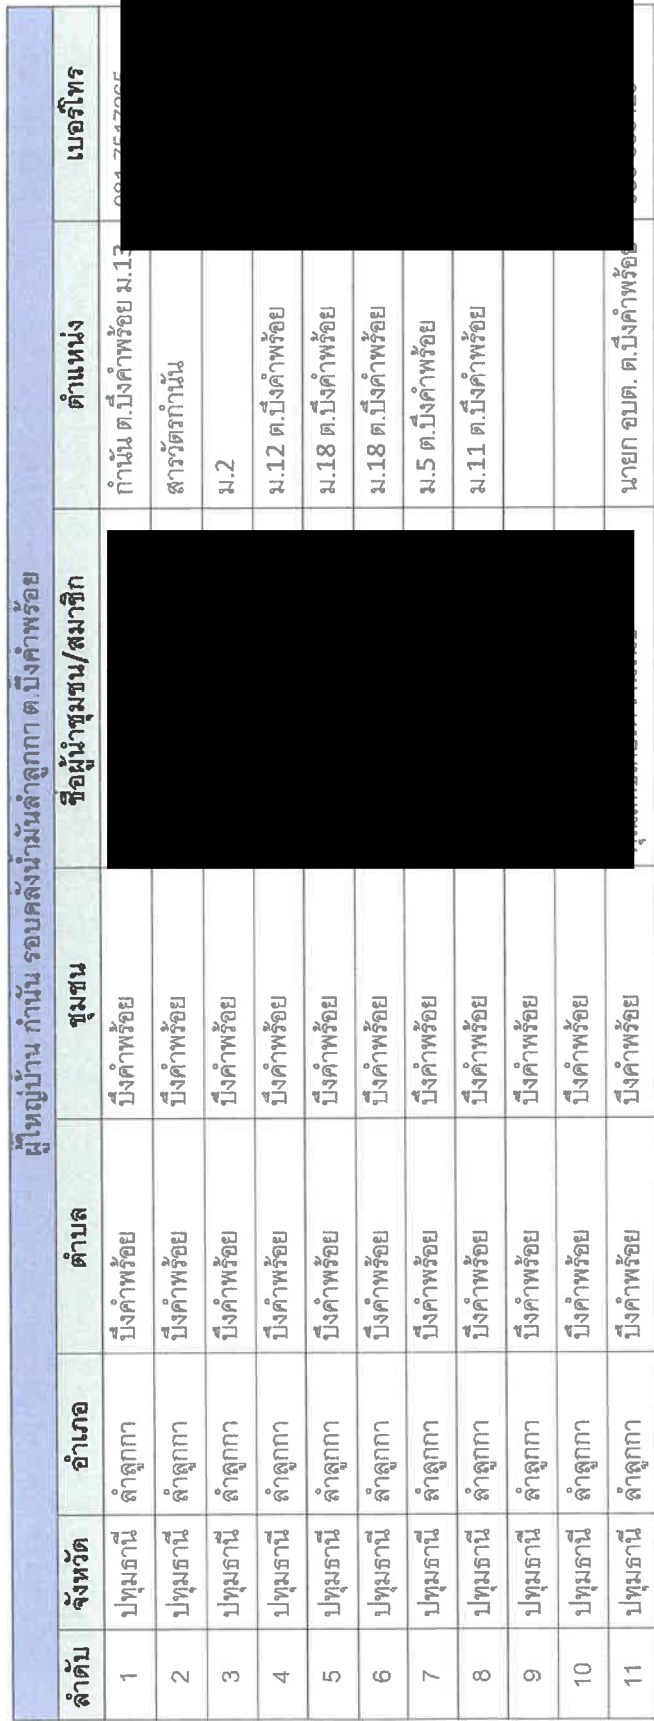 ผู้ใหญ่บ้าน กำนัน รอบคลังน้ำมันลำลูกกา ต.บึงคำพร้อย
ลำดับ จังหวัด อำเภอ ตำบล ชุมชน ชื่อผู้นำชุมชน/สมาชิก ตำแหน่ง เบอร์โทร
1 ปทุมธานี ลำลูกกา บึงคำพร้อย บึงคำพร้อย กำนัน ต.บึงคำพร้อย ม.13
2 ปทุมธานี ลำลูกกา บึงคำพร้อย บึงคำพร้อย สารวัตรกำนัน
3 ปทุมธานี ลำลูกกา บึงคำพร้อย บึงคำพร้อย ม.2
4 ปทุมธานี ลำลูกกา บึงคำพร้อย บึงคำพร้อย ม.12 ต.บึงคำพร้อย
5 ปทุมธานี ลำลูกกา บึงคำพร้อย บึงคำพร้อย ม.18 ต.บึงคำพร้อย
6 ปทุมธานี ลำลูกกา บึงคำพร้อย บึงคำพร้อย ม.18 ต.บึงคำพร้อย
7 ปทุมธานี ลำลูกกา บึงคำพร้อย บึงคำพร้อย ม.5 ต.บึงคำพร้อย
8 ปทุมธานี ลำลูกกา บึงคำพร้อย บึงคำพร้อย ม.11 ต.บึงคำพร้อย
9 ปทุมธานี ลำลูกกา บึงคำพร้อย บึงคำพร้อย
10 ปทุมธานี ลำลูกกา บึงคำพร้อย บึงคำพร้อย
11 ปทุมธานี ลำลูกกา บึงคำพร้อย บึงคำพร้อย นายก อบต. ต.บึงคำพร้อย